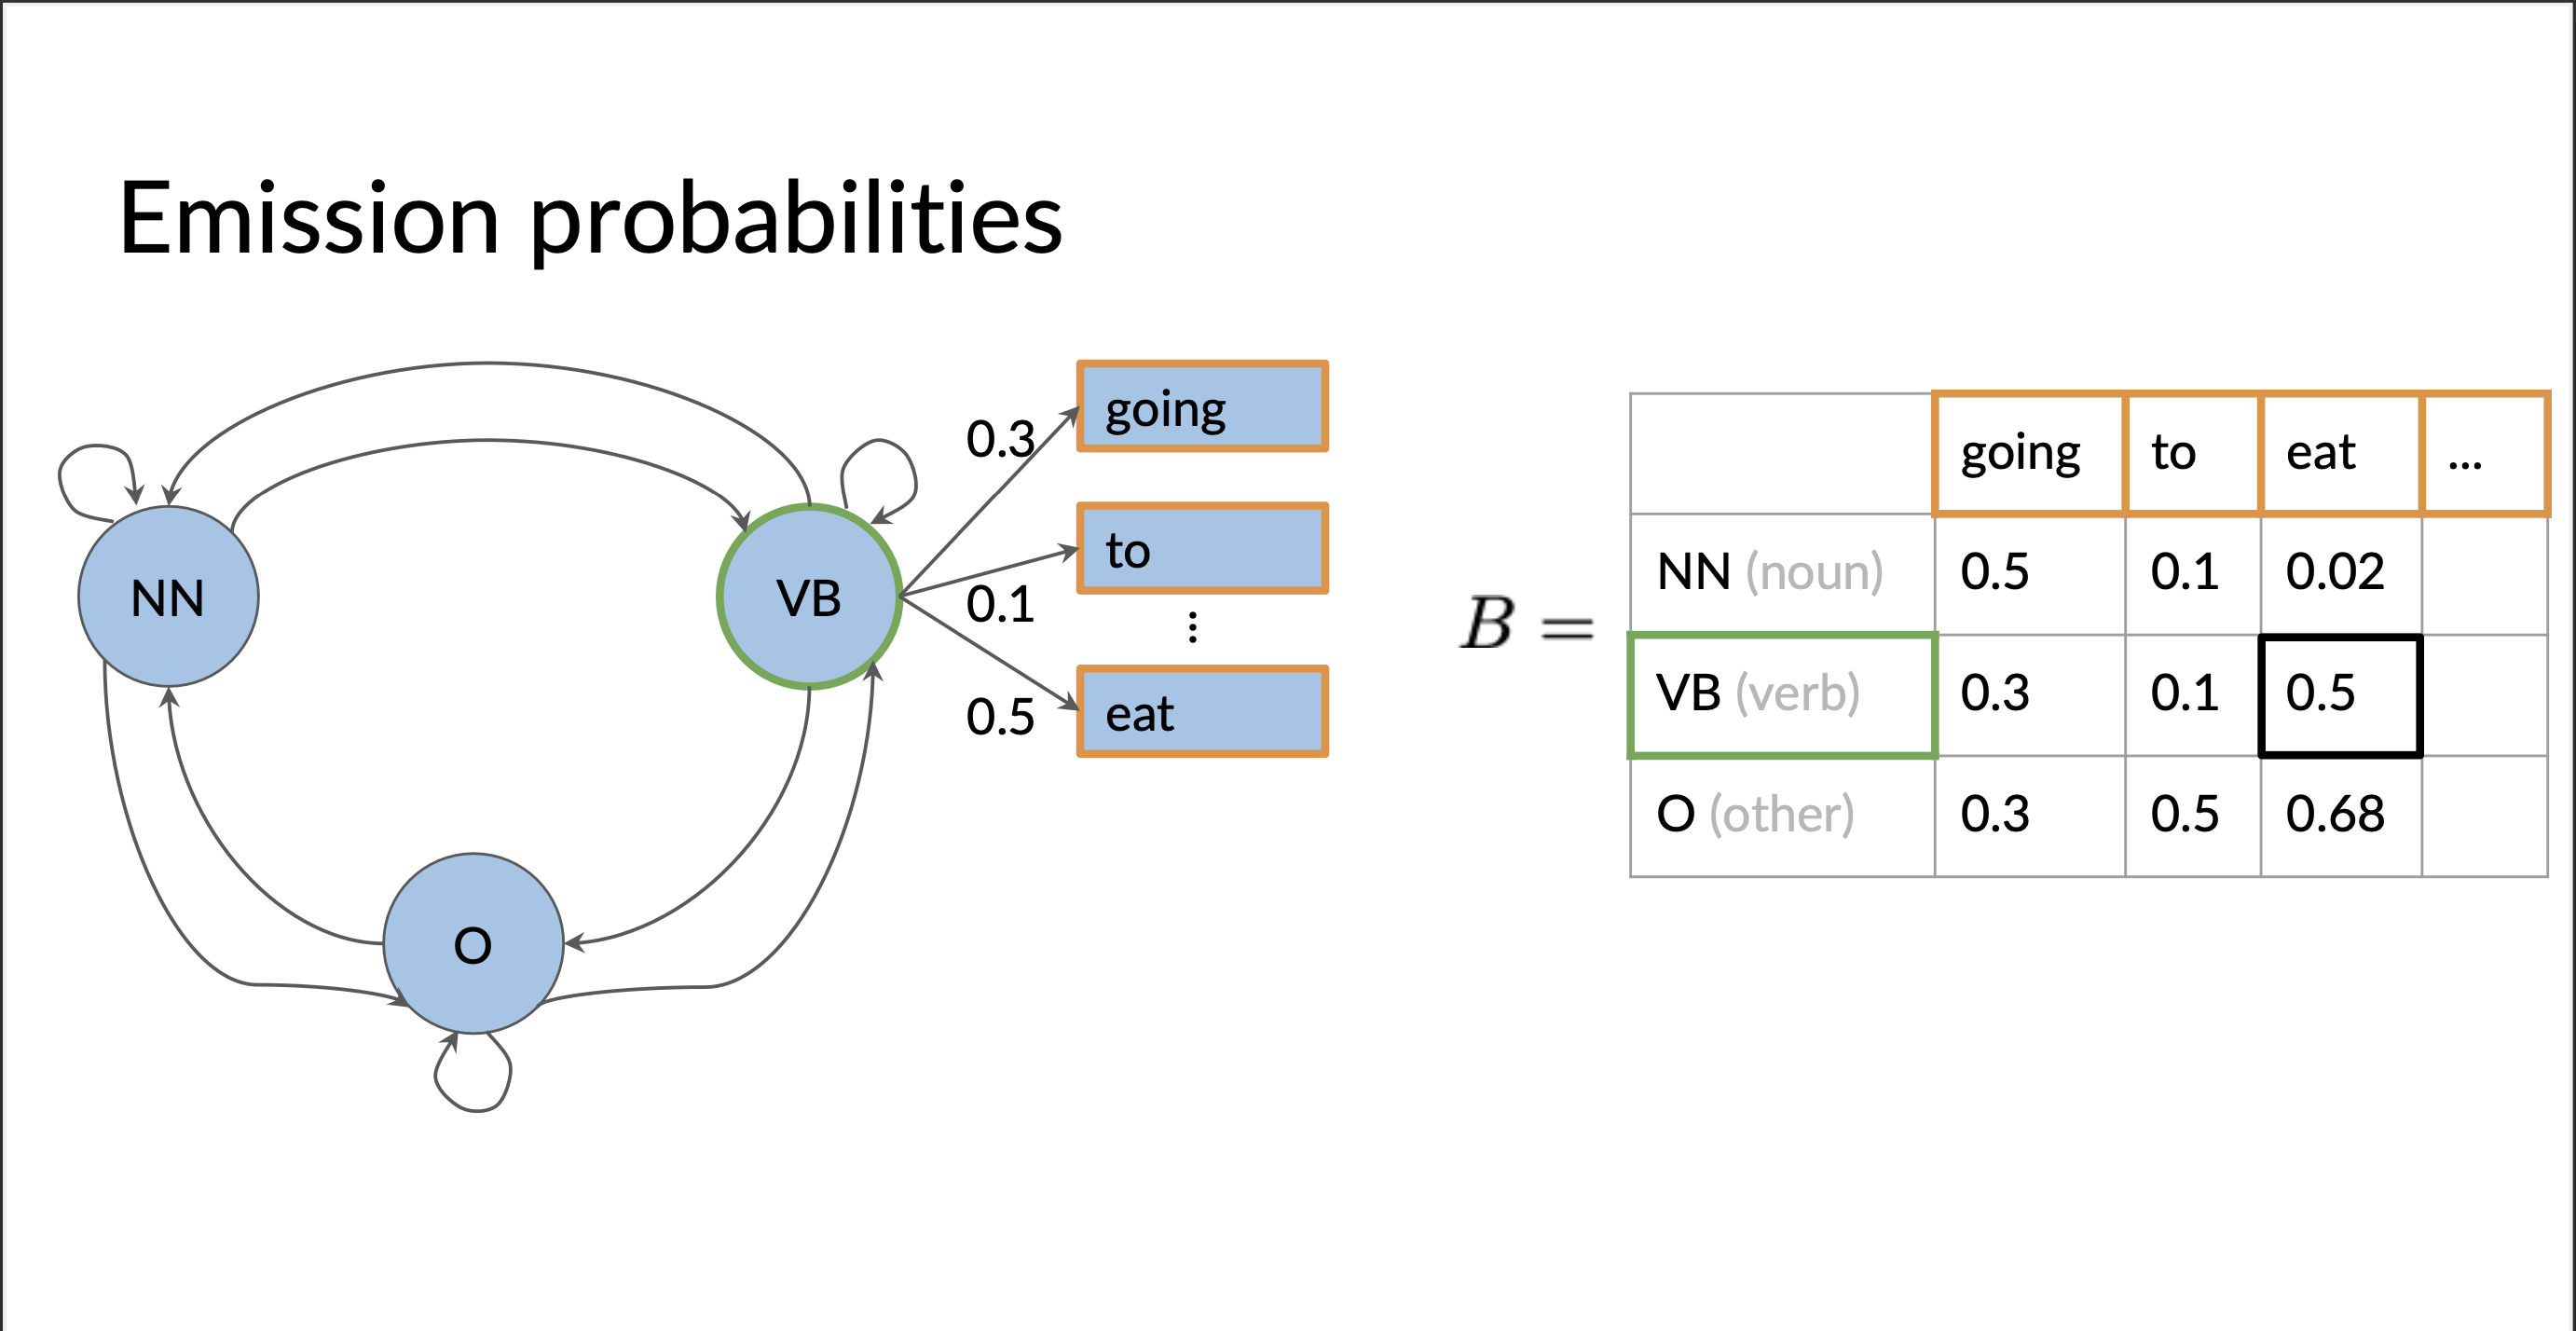 Emission probabilities
going
0.3
NN
VB
to
0.1
⋮
0.5
eat
O
B =
going to eat ...
NN (noun) 0.5 0.1 0.02
VB (verb) 0.3 0.1 0.5
O (other) 0.3 0.5 0.68